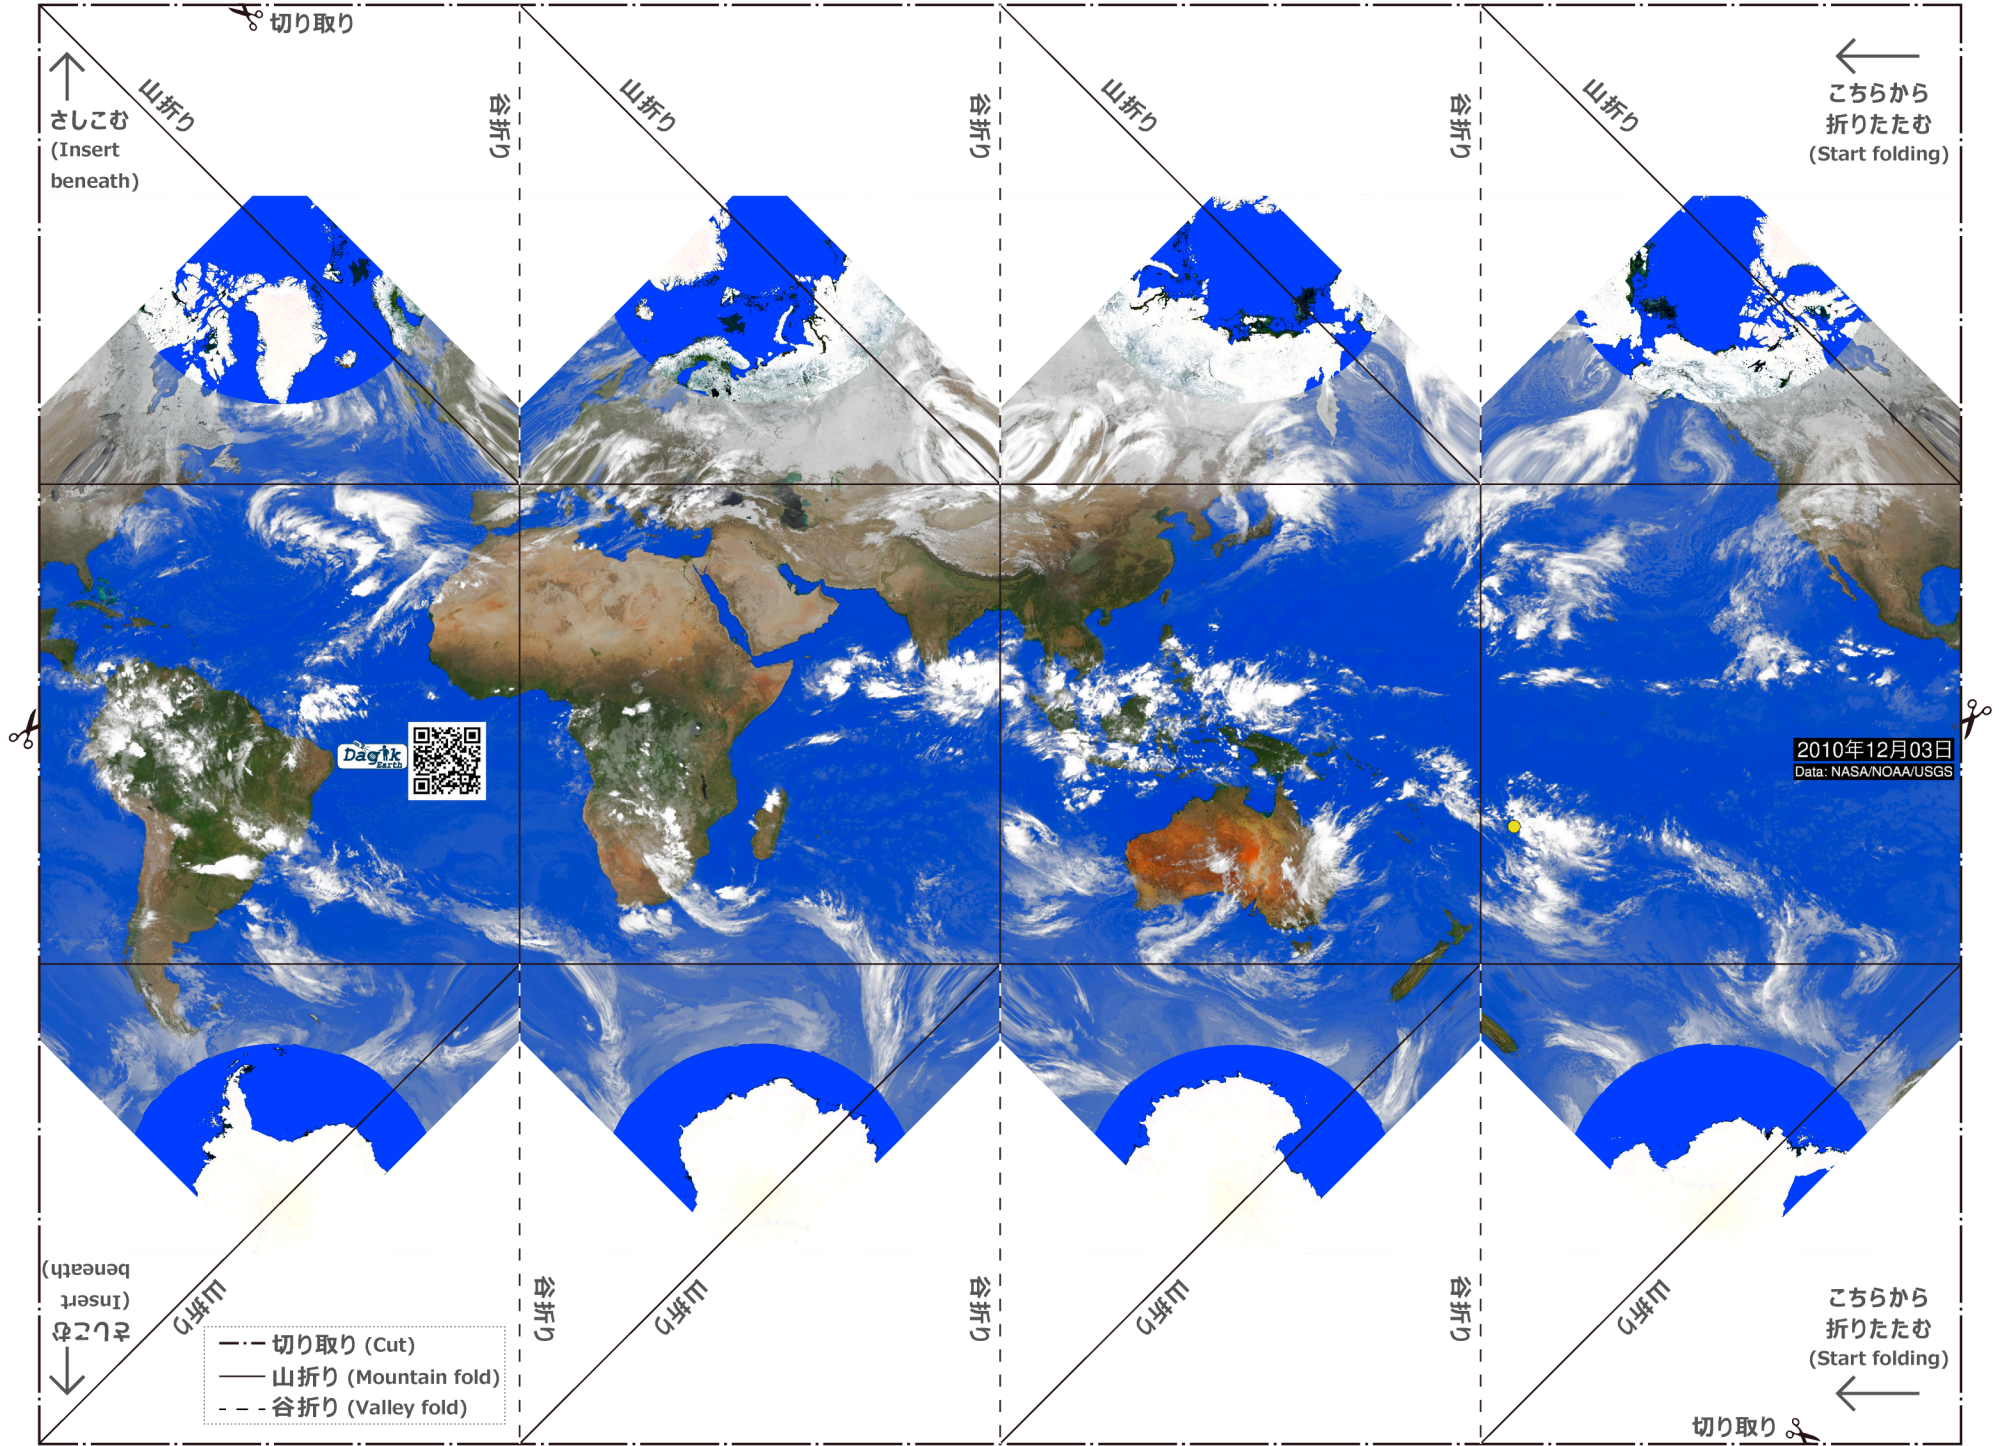 切り取り
さしこむ
(Insert
beneath)
山折り
谷折り
山折り
谷折り
山折り
谷折り
山折り
こちらから
折りたたむ
(Start folding)
Dagik
Earth
2010年12月03日
Data: NASA/NOAA/USGS
さしこむ
(Insert
beneath)
山折り
谷折り
山折り
谷折り
山折り
谷折り
山折り
こちらから
折りたたむ
(Start folding)
切り取り (Cut)
山折り (Mountain fold)
谷折り (Valley fold)
切り取り